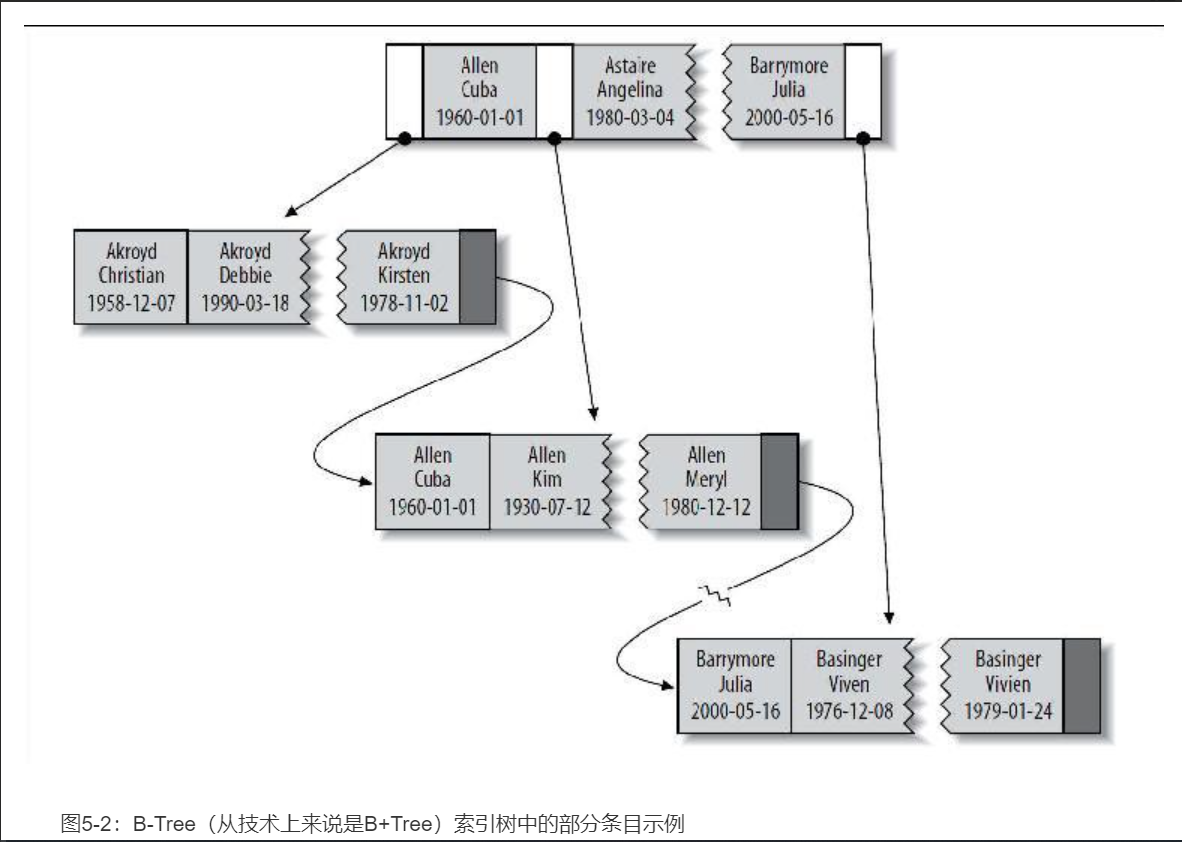 Allen
Cuba
1960-01-01
Astaire
Angelina
1980-03-04
Barrymore
Julia
2000-05-16
Akroyd
Christian
1958-12-07
Akroyd
Debbie
1990-03-18
Akroyd
Kirsten
1978-11-02
Allen
Cuba
1960-01-01
Allen
Kim
1930-07-12
Allen
Meryl
1980-12-12
Barrymore
Julia
2000-05-16
Basinger
Viven
1976-12-08
Basinger
Vivien
1979-01-24
图5-2：B-Tree（从技术上来说是B+Tree）索引树中的部分条目示例